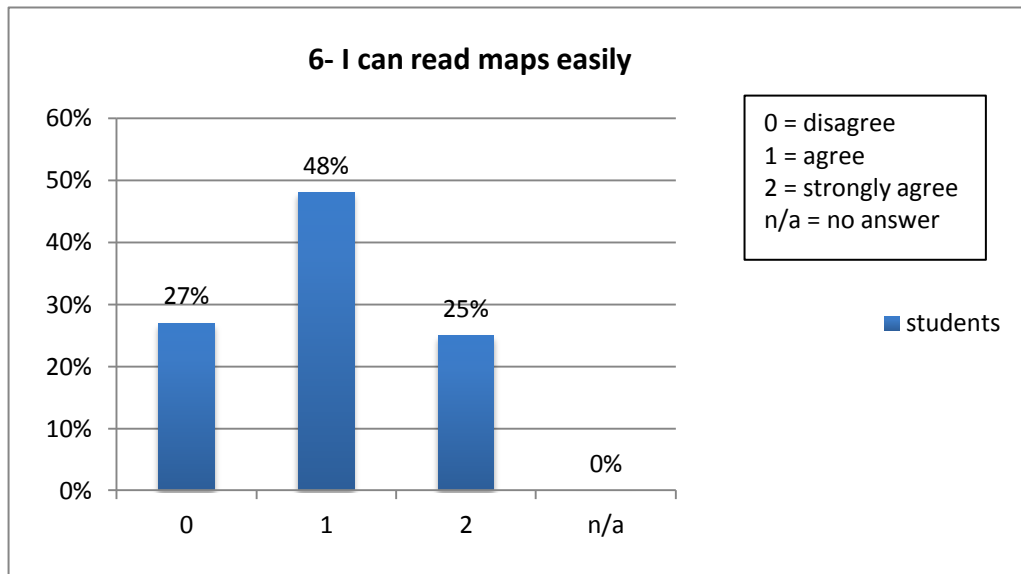 6- I can read maps easily
60%
50%
40%
30%
20%
10%
0%
27%
48%
25%
0%
0
1
2
n/a
0 = disagree
1 = agree
2 = strongly agree
n/a = no answer
students